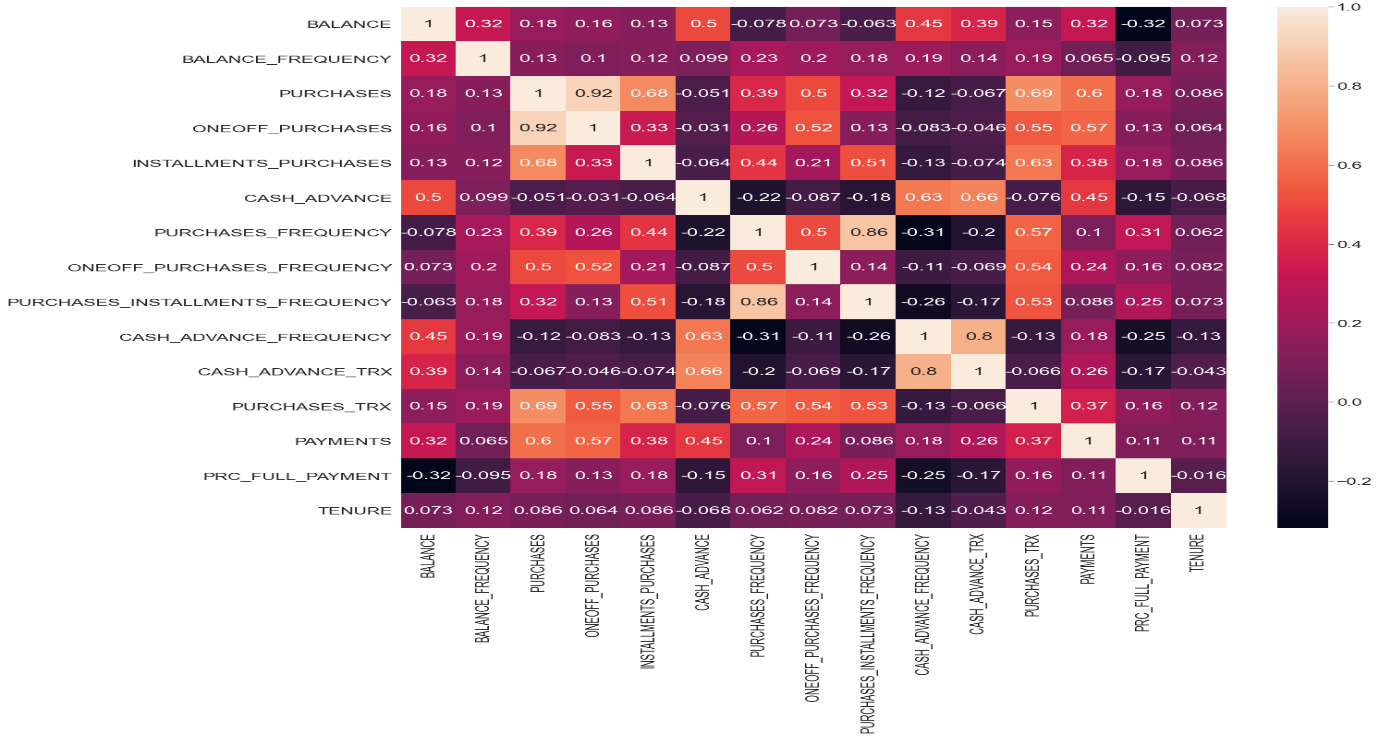 BALANCE 1 0.32 0.18 0.16 0.13 0.5 -0.078 0.073 -0.063 0.45 0.39 0.15 0.32 -0.32 0.073
BALANCE_FREQUENCY 0.32 1 0.13 0.1 0.12 0.099 0.23 0.2 0.18 0.19 0.14 0.19 0.065 -0.095 0.12
PURCHASES 0.18 0.13 1 0.92 0.68 -0.051 0.39 0.5 0.32 -0.12 -0.067 0.69 0.6 0.18 0.086
ONEOFF_PURCHASES 0.16 0.1 0.92 1 0.33 -0.031 0.26 0.52 0.13 -0.083 -0.046 0.55 0.57 0.13 0.064
INSTALLMENTS_PURCHASES 0.13 0.12 0.68 0.33 1 -0.064 0.44 0.21 0.51 -0.13 -0.074 0.63 0.38 0.18 0.086
CASH_ADVANCE 0.5 0.099 -0.051 -0.031 -0.064 1 -0.22 -0.087 -0.18 0.63 0.66 -0.076 0.45 -0.15 -0.068
PURCHASES_FREQUENCY -0.078 0.23 0.39 0.26 0.44 -0.22 1 0.5 0.86 -0.31 -0.2 0.57 0.1 0.31 0.062
ONEOFF_PURCHASES_FREQUENCY 0.073 0.2 0.5 0.52 0.21 -0.087 0.5 1 0.14 -0.11 -0.069 0.54 0.24 0.16 0.082
PURCHASES_INSTALLMENTS_FREQUENCY -0.063 0.18 0.32 0.13 0.51 -0.18 0.86 0.14 1 -0.26 -0.17 0.53 0.086 0.25 0.073
CASH_ADVANCE_FREQUENCY 0.45 0.19 -0.12 -0.083 -0.13 0.63 -0.31 -0.11 -0.26 1 0.8 -0.13 0.18 -0.25 -0.13
CASH_ADVANCE_TRX 0.39 0.14 -0.067 -0.046 -0.074 0.66 -0.2 -0.069 -0.17 0.8 1 -0.066 0.26 -0.17 -0.043
PURCHASES_TRX 0.15 0.19 0.69 0.55 0.63 -0.076 0.57 0.54 0.53 -0.13 -0.066 1 0.37 0.16 0.12
PAYMENTS 0.32 0.065 0.6 0.57 0.38 0.45 0.1 0.24 0.086 0.18 0.26 0.37 1 0.11 0.11
PRC_FULL_PAYMENT -0.32 -0.095 0.18 0.13 0.18 -0.15 0.31 0.16 0.25 -0.25 -0.17 0.16 0.11 1 -0.016
TENURE 0.073 0.12 0.086 0.064 0.086 -0.068 0.062 0.082 0.073 -0.13 -0.043 0.12 0.11 -0.016 1
BALANCE
BALANCE_FREQUENCY
PURCHASES
ONEOFF_PURCHASES
INSTALLMENTS_PURCHASES
CASH_ADVANCE
PURCHASES_FREQUENCY
ONEOFF_PURCHASES_FREQUENCY
PURCHASES_INSTALLMENTS_FREQUENCY
CASH_ADVANCE_FREQUENCY
CASH_ADVANCE_TRX
PURCHASES_TRX
PAYMENTS
PRC_FULL_PAYMENT
TENURE
1.0
0.8
0.6
0.4
0.2
0.0
−0.2